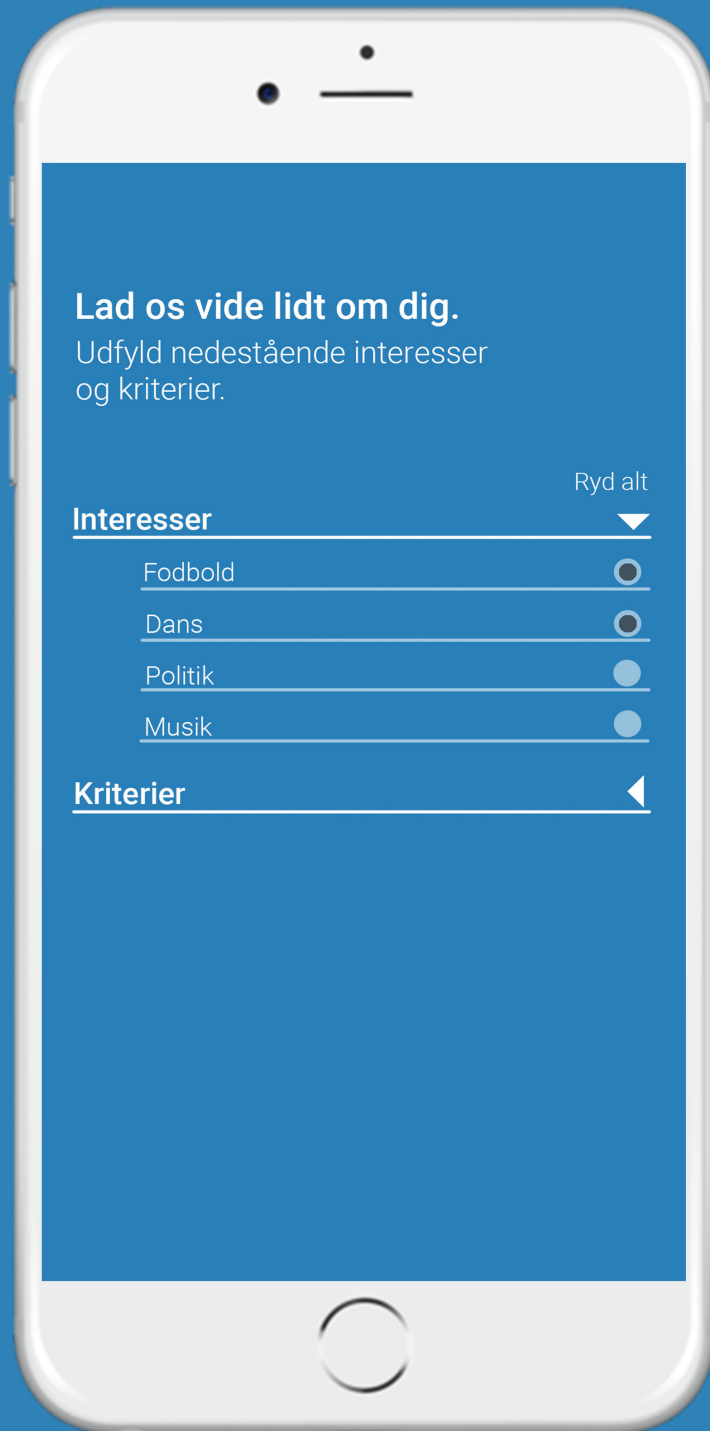 Lad os vide lidt om dig.
Udfyld nedestående interesser
og kriterier.
Ryd alt
Interesser
Fodbold
Dans
Politik
Musik
Kriterier